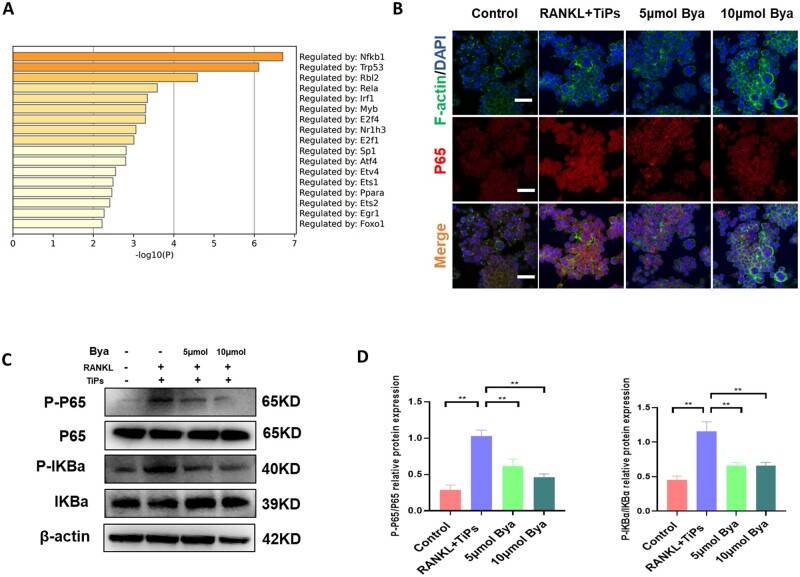 A
Regulated by: Nfkb1
Regulated by: Trp53
Regulated by: Rbl2
Regulated by: Rela
Regulated by: Irf1
Regulated by: Myb
Regulated by: E2f4
Regulated by: Nr1h3
Regulated by: E2f1
Regulated by: Sp1
Regulated by: Atf4
Regulated by: Etv4
Regulated by: Ets1
Regulated by: Ppara
Regulated by: Ets2
Regulated by: Egr1
Regulated by: Foxo1
0 1 2 3 4 5 6 7
-log10(P)
B
Control RANKL+TiPs 5μmol Bya 10μmol Bya
F-actin/DAPI
P65
Merge
C
Bya - - 5μmol 10μmol
RANKL - + + +
TiPs - + + +
P-P65 65KD
P65 65KD
P-IKBa 40KD
IKBa 39KD
β-actin 42KD
D
P-P65/P65 relative protein expression
1.5
1.0
0.5
0.0
** ** **
Control RANKL+TiPs 5μmol Bya 10μmol Bya
P-IKBα/IKBα relative protein expression
1.5
1.0
0.5
0.0
** ** **
Control RANKL+TiPs 5μmol Bya 10μmol Bya